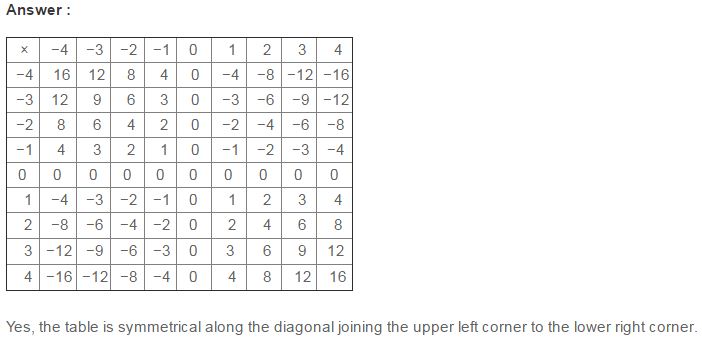 Answer :
× −4 −3 −2 −1 0 1 2 3 4
−4 16 12 8 4 0 −4 −8 −12 −16
−3 12 9 6 3 0 −3 −6 −9 −12
−2 8 6 4 2 0 −2 −4 −6 −8
−1 4 3 2 1 0 −1 −2 −3 −4
0 0 0 0 0 0 0 0 0 0
1 −4 −3 −2 −1 0 1 2 3 4
2 −8 −6 −4 −2 0 2 4 6 8
3 −12 −9 −6 −3 0 3 6 9 12
4 −16 −12 −8 −4 0 4 8 12 16
Yes, the table is symmetrical along the diagonal joining the upper left corner to the lower right corner.